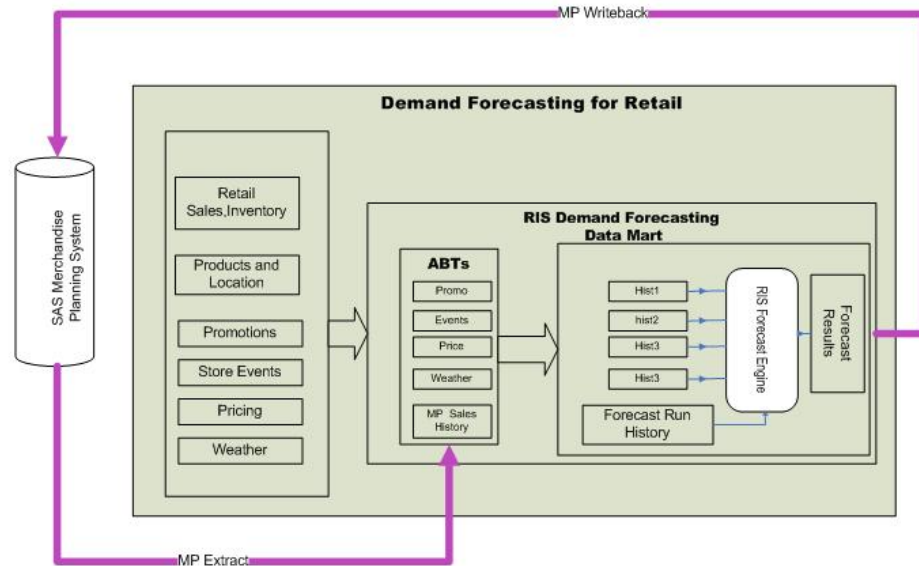 MP Writeback
Demand Forecasting for Retail
SAS Merchandise
Planning System
Retail
Sales,Inventory
Products and
Location
Promotions
Store Events
Pricing
Weather
RIS Demand Forecasting
Data Mart
ABTs
Promo
Events
Price
Weather
MP Sales
History
Hist1
hist2
Hist3
Hist3
Forecast Run
History
RIS Forecast Engine
Forecast
Results
MP Extract